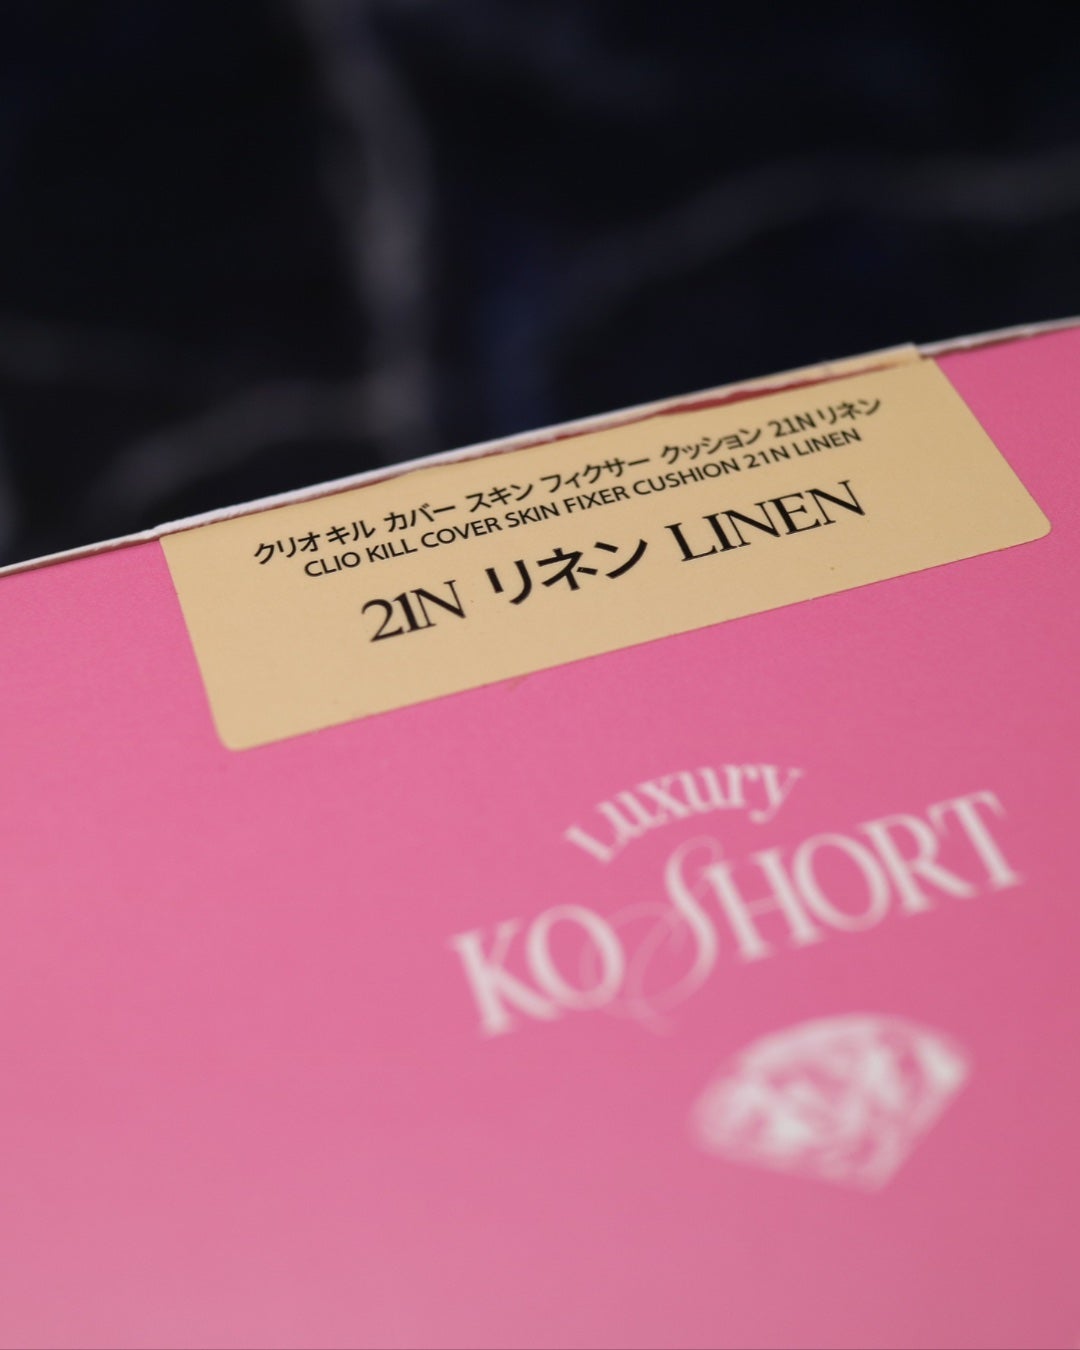 クリオ キル カバー スキン フィクサー クッション 21N リネン
CLIO KILL COVER SKIN FIXER CUSHION 21N LINEN
21N リネン LINEN
Luxury
KOSHORT